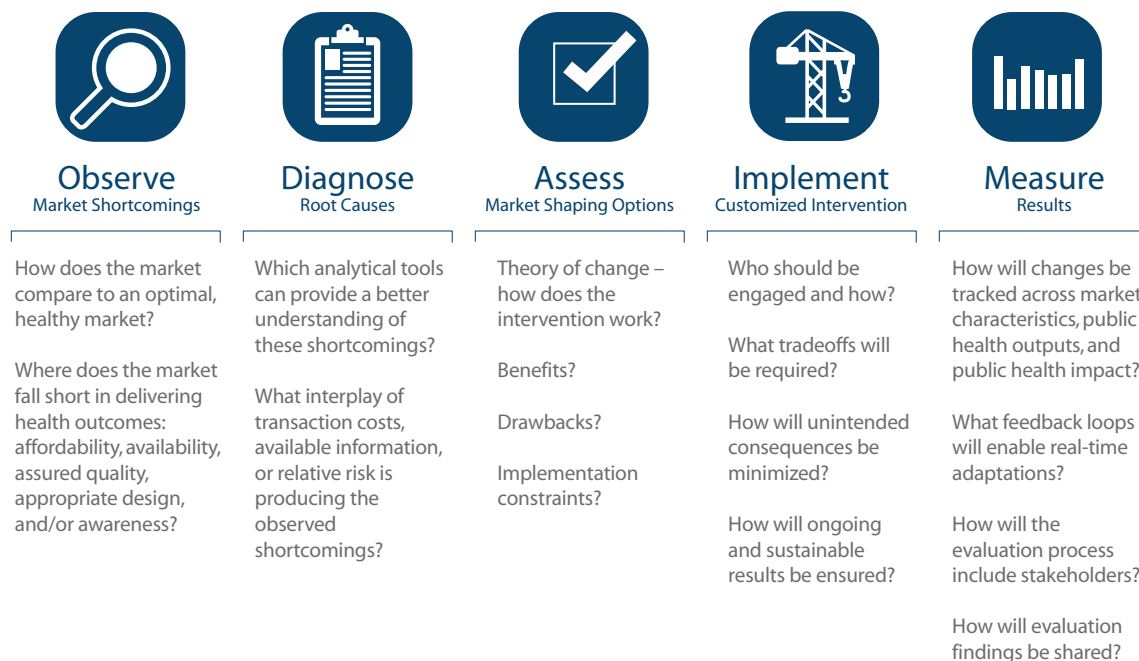 Observe
Market Shortcomings
How does the market
compare to an optimal,
healthy market?
Where does the market
fall short in delivering
health outcomes:
affordability, availability,
assured quality,
appropriate design,
and/or awareness?
Diagnose
Root Causes
Which analytical tools
can provide a better
understanding of
these shortcomings?
What interplay of
transaction costs,
available information,
or relative risk is
producing the
observed
shortcomings?
Assess
Market Shaping Options
Theory of change –
how does the
intervention work?
Benefits?
Drawbacks?
Implementation
constraints?
Implement
Customized Intervention
Who should be
engaged and how?
What tradeoffs will
be required?
How will unintended
consequences be
minimized?
How will ongoing
and sustainable
results be ensured?
Measure
Results
How will changes be
tracked across market
characteristics, public
health outputs, and
public health impact?
What feedback loops
will enable real-time
adaptations?
How will the
evaluation process
include stakeholders?
How will evaluation
findings be shared?